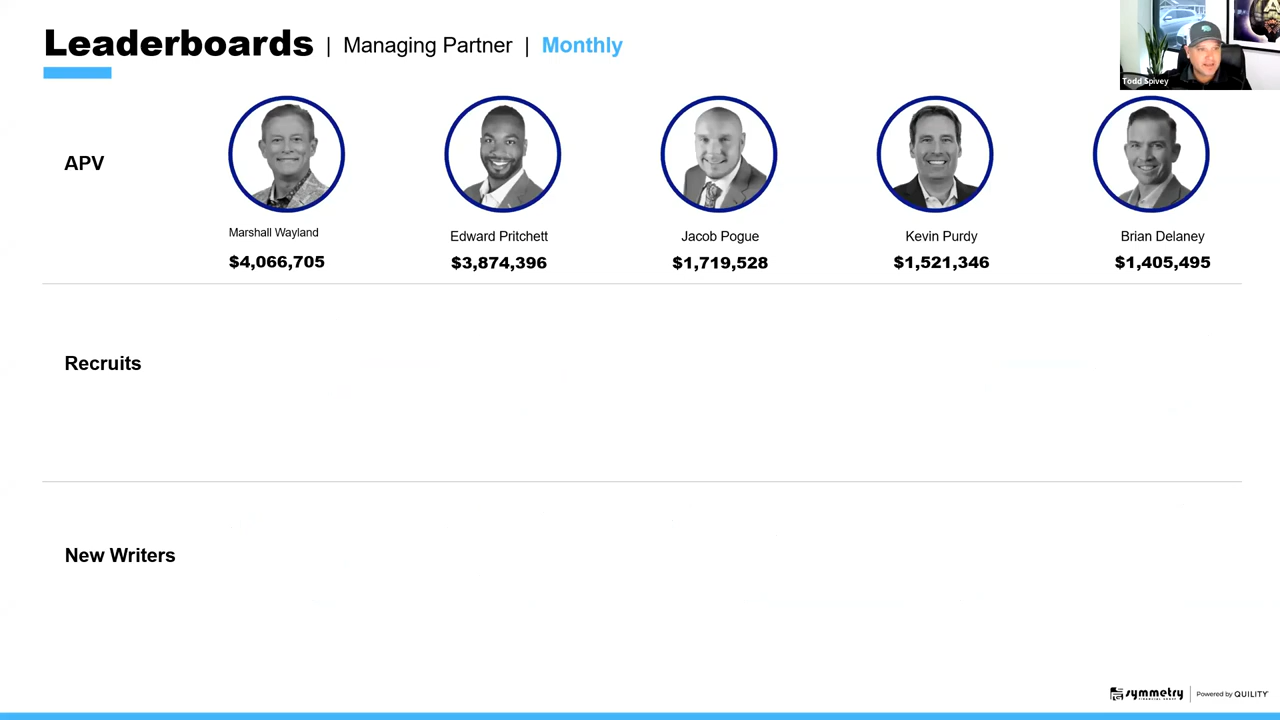 Leaderboards | Managing Partner | Monthly
Todd Spivey
APV
Marshall Wayland
Edward Pritchett
Jacob Pogue
Kevin Purdy
Brian Delaney
$4,066,705
$3,874,396
$1,719,528
$1,521,346
$1,405,495
Recruits
New Writers
symmetry
FINANCIAL GROUP
Powered by QUILITY